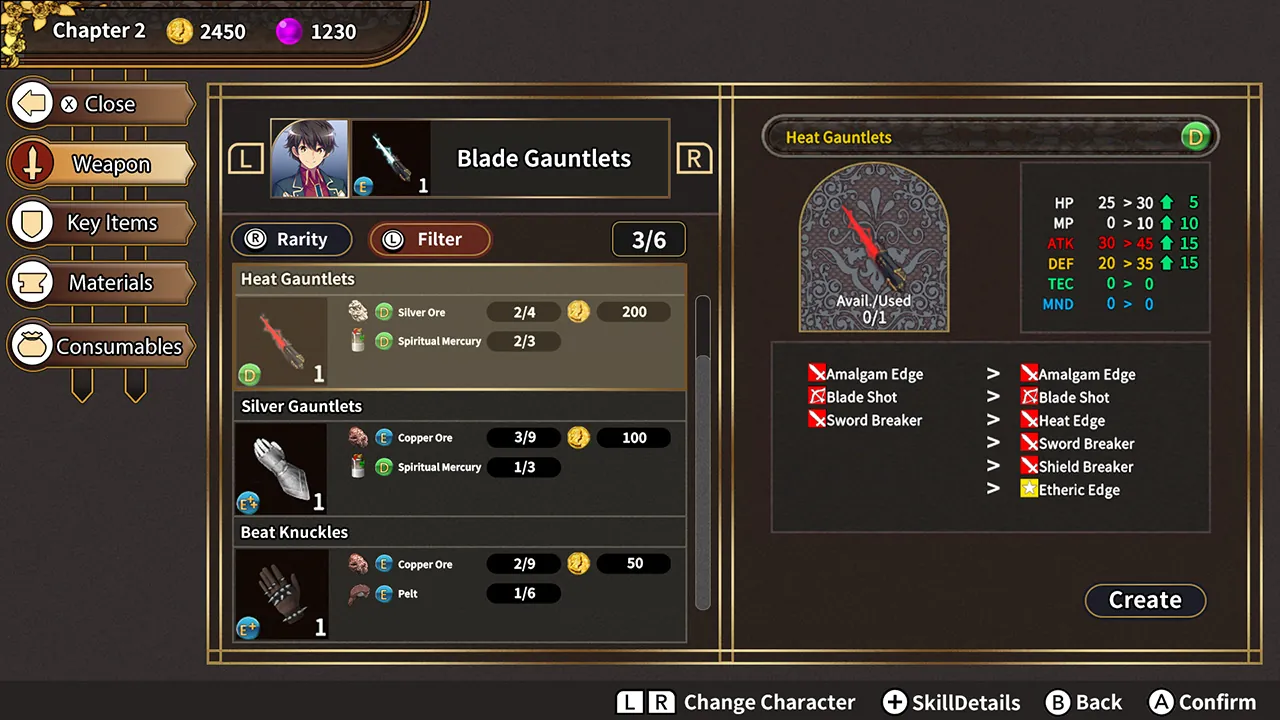 Chapter 2 2450 1230
X Close
Weapon
Key Items
Materials
Consumables
L E 1 Blade Gauntlets R
R Rarity L Filter 3/6
Heat Gauntlets
D Silver Ore 2/4 200
D Spiritual Mercury 2/3
D 1
Silver Gauntlets
E Copper Ore 3/9 100
D Spiritual Mercury 1/3
E+ 1
Beat Knuckles
E Copper Ore 2/9 50
E Pelt 1/6
E+ 1
Heat Gauntlets D
Avail./Used
0/1
HP 25 > 30 5
MP 0 > 10 10
ATK 30 > 45 15
DEF 20 > 35 15
TEC 0 > 0
MND 0 > 0
Amalgam Edge > Amalgam Edge
Blade Shot > Blade Shot
Sword Breaker > Heat Edge
> Sword Breaker
> Shield Breaker
> Etheric Edge
Create
L R Change Character + SkillDetails B Back A Confirm